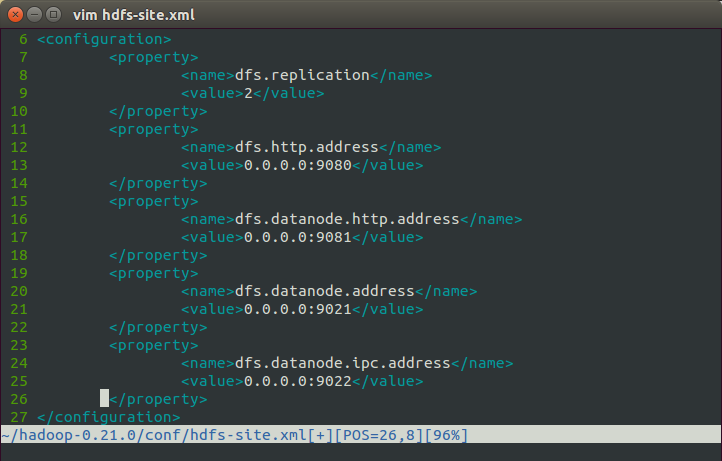 vim hdfs-site.xml
6 <configuration>
7 <property>
8 <name>dfs.replication</name>
9 <value>2</value>
10 </property>
11 <property>
12 <name>dfs.http.address</name>
13 <value>0.0.0.0:9080</value>
14 </property>
15 <property>
16 <name>dfs.datanode.http.address</name>
17 <value>0.0.0.0:9081</value>
18 </property>
19 <property>
20 <name>dfs.datanode.address</name>
21 <value>0.0.0.0:9021</value>
22 </property>
23 <property>
24 <name>dfs.datanode.ipc.address</name>
25 <value>0.0.0.0:9022</value>
26 </property>
27 </configuration>
~/hadoop-0.21.0/conf/hdfs-site.xml[+][POS=26,8][96%]